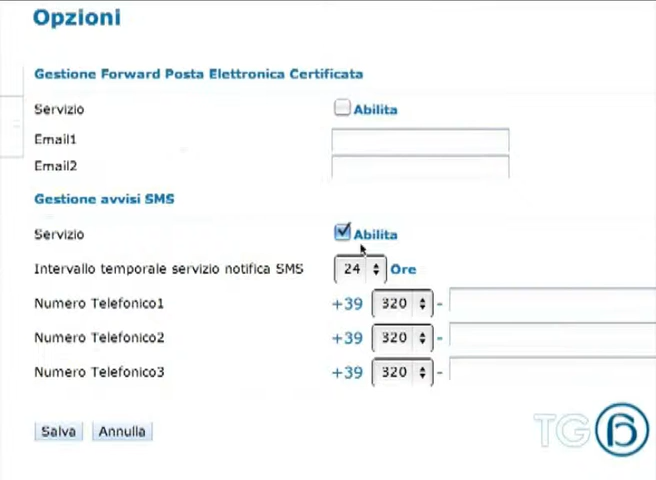 Opzioni
Gestione Forward Posta Elettronica Certificata
Servizio Abilita
Email1
Email2
Gestione avvisi SMS
Servizio Abilita
Intervallo temporale servizio notifica SMS 24 Ore
Numero Telefonico1 +39 320 -
Numero Telefonico2 +39 320 -
Numero Telefonico3 +39 320 -
Salva Annulla
TG6